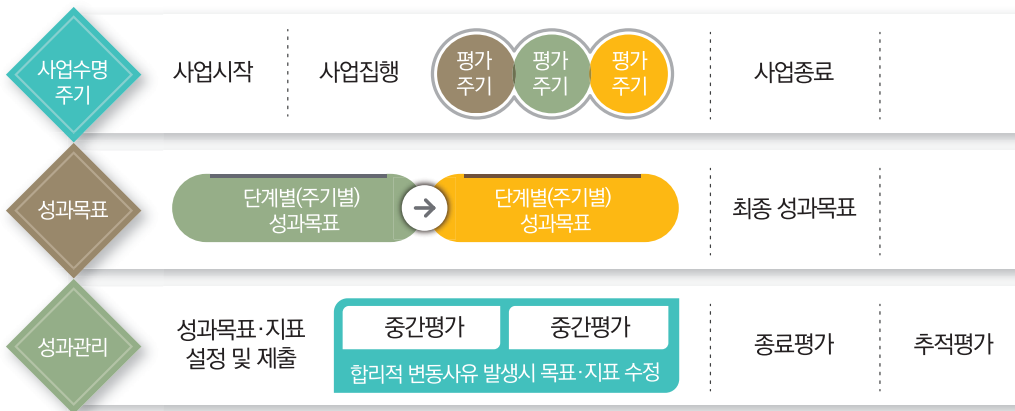 사업수명
주기
사업시작
사업집행
평가
주기
평가
주기
평가
주기
사업종료
성과목표
단계별(주기별)
성과목표
단계별(주기별)
성과목표
최종 성과목표
성과관리
성과목표·지표
설정 및 제출
중간평가
중간평가
합리적 변동사유 발생시 목표·지표 수정
종료평가
추적평가